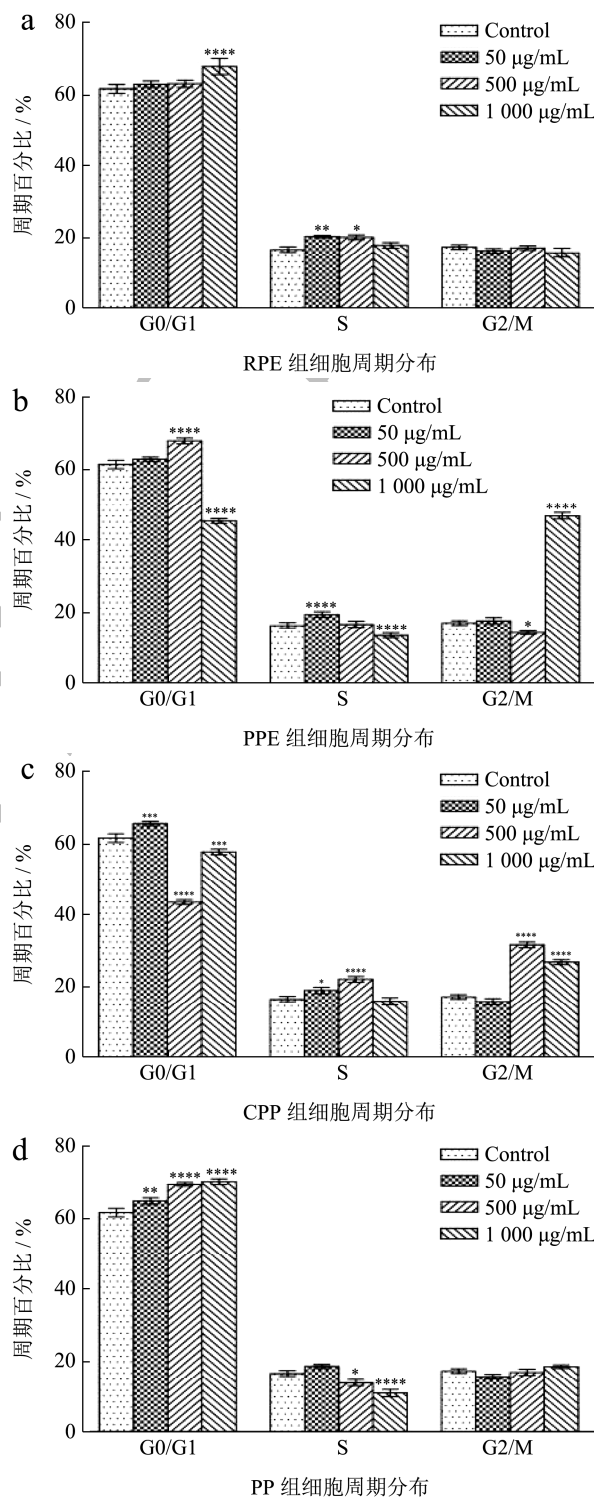 a
80
60
40
20
0
周期百分比 / %
****
** *
Control
50 μg/mL
500 μg/mL
1 000 μg/mL
G0/G1 S G2/M
RPE 组细胞周期分布
b
80
60
40
20
0
周期百分比 / %
Control
50 μg/mL
500 μg/mL
1 000 μg/mL
**** ****
**** ****
* ****
G0/G1 S G2/M
PPE 组细胞周期分布
c
80
60
40
20
0
周期百分比 / %
Control
50 μg/mL
500 μg/mL
1 000 μg/mL
*** **** ***
* ****
**** ****
G0/G1 S G2/M
CPP 组细胞周期分布
d
80
60
40
20
0
周期百分比 / %
Control
50 μg/mL
500 μg/mL
1 000 μg/mL
** **** ****
* ****
G0/G1 S G2/M
PP 组细胞周期分布